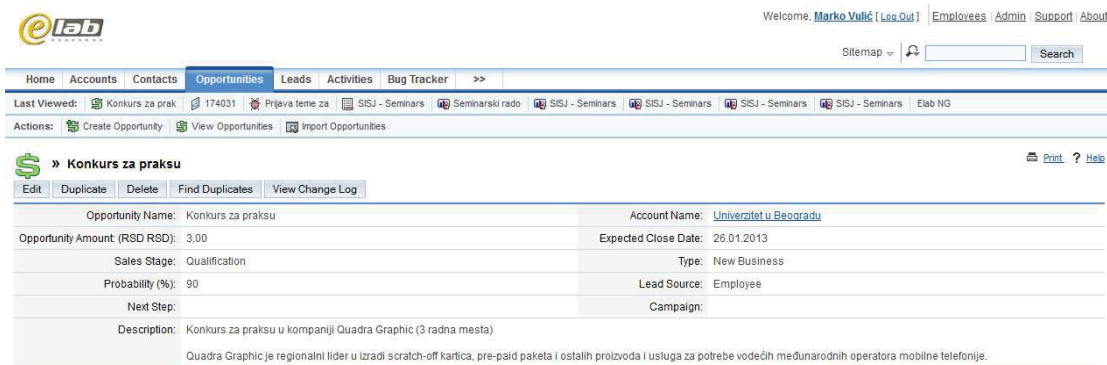 Welcome, Marko Vulić [ Log Out ] Employees | Admin | Support | About
elab
Sitemap Search
Home Accounts Contacts Opportunities Leads Activities Bug Tracker >>
Last Viewed: Konkurs za prak 174031 Prijava teme za SISJ - Seminars Seminarski rado SISJ - Seminars SISJ - Seminars SISJ - Seminars SISJ - Seminars Elab NG
Actions: Create Opportunity View Opportunities Import Opportunities
» Konkurs za praksu Print ? Help
Edit Duplicate Delete Find Duplicates View Change Log
Opportunity Name: Konkurs za praksu Account Name: Univerzitet u Beogradu
Opportunity Amount: (RSD RSD): 3,00 Expected Close Date: 26.01.2013
Sales Stage: Qualification Type: New Business
Probability (%): 90 Lead Source: Employee
Next Step: Campaign:
Description: Konkurs za praksu u kompaniji Quadra Graphic (3 radna mesta)
Quadra Graphic je regionalni lider u izradi scratch-off kartica, pre-paid paketa i ostalih proizvoda i usluga za potrebe vodećih međunarodnih operatora mobilne telefonije.